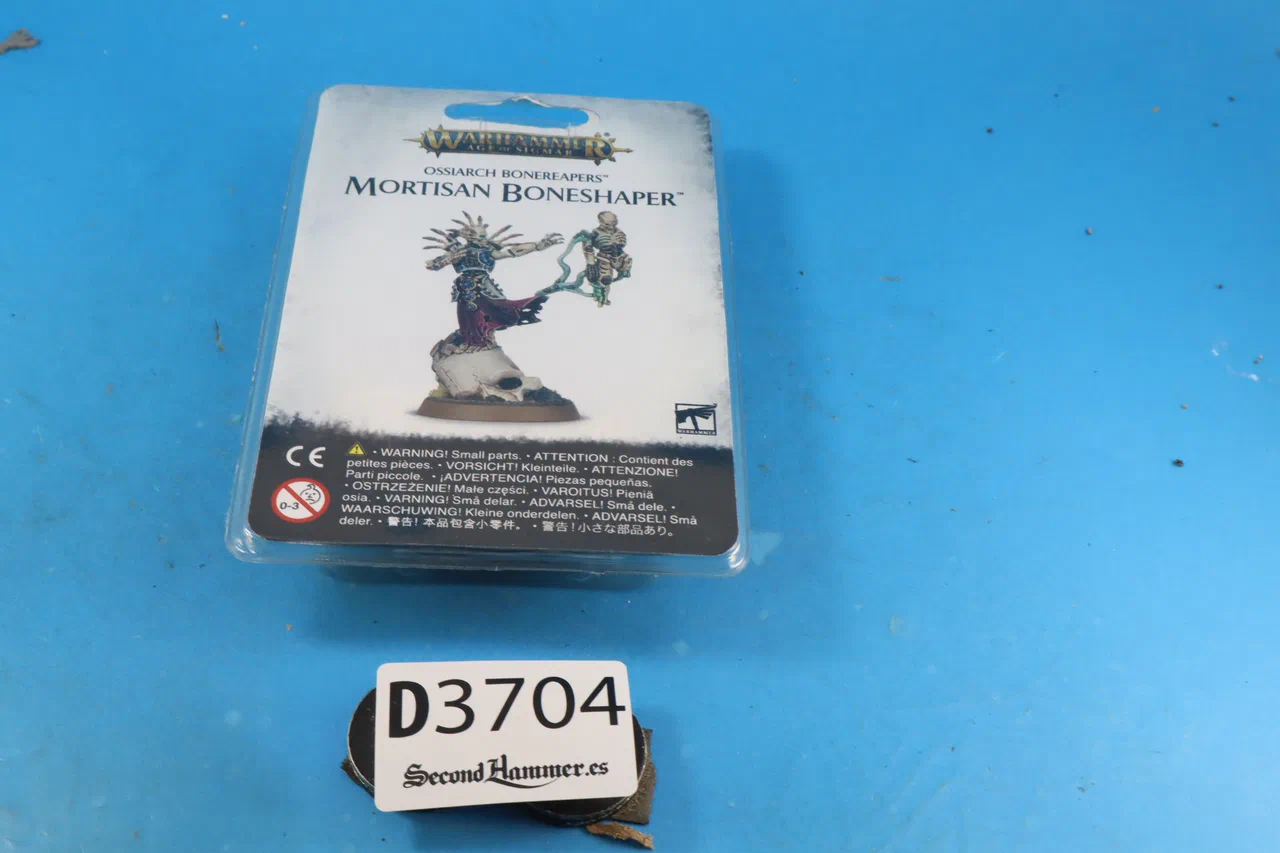 WARHAMMER
AGE OF SIGMAR
OSSIARCH BONEREAPERS™
MORTISAN BONESHAPER™
WARHAMMER
CE
0-3
• WARNING! Small parts. • ATTENTION : Contient des
petites pièces. • VORSICHT! Kleinteile. • ATTENZIONE!
Parti piccole. • ¡ADVERTENCIA! Piezas pequeñas.
• OSTRZEŻENIE! Małe części. • VAROITUS! Pieniä
osia. • VARNING! Små delar. • ADVARSEL! Små dele. •
WAARSCHUWING! Kleine onderdelen. • ADVARSEL! Små
deler. • 警告! 本品包含小零件。 • 警告!小さな部品あり。
D3704
SecondHammer.es